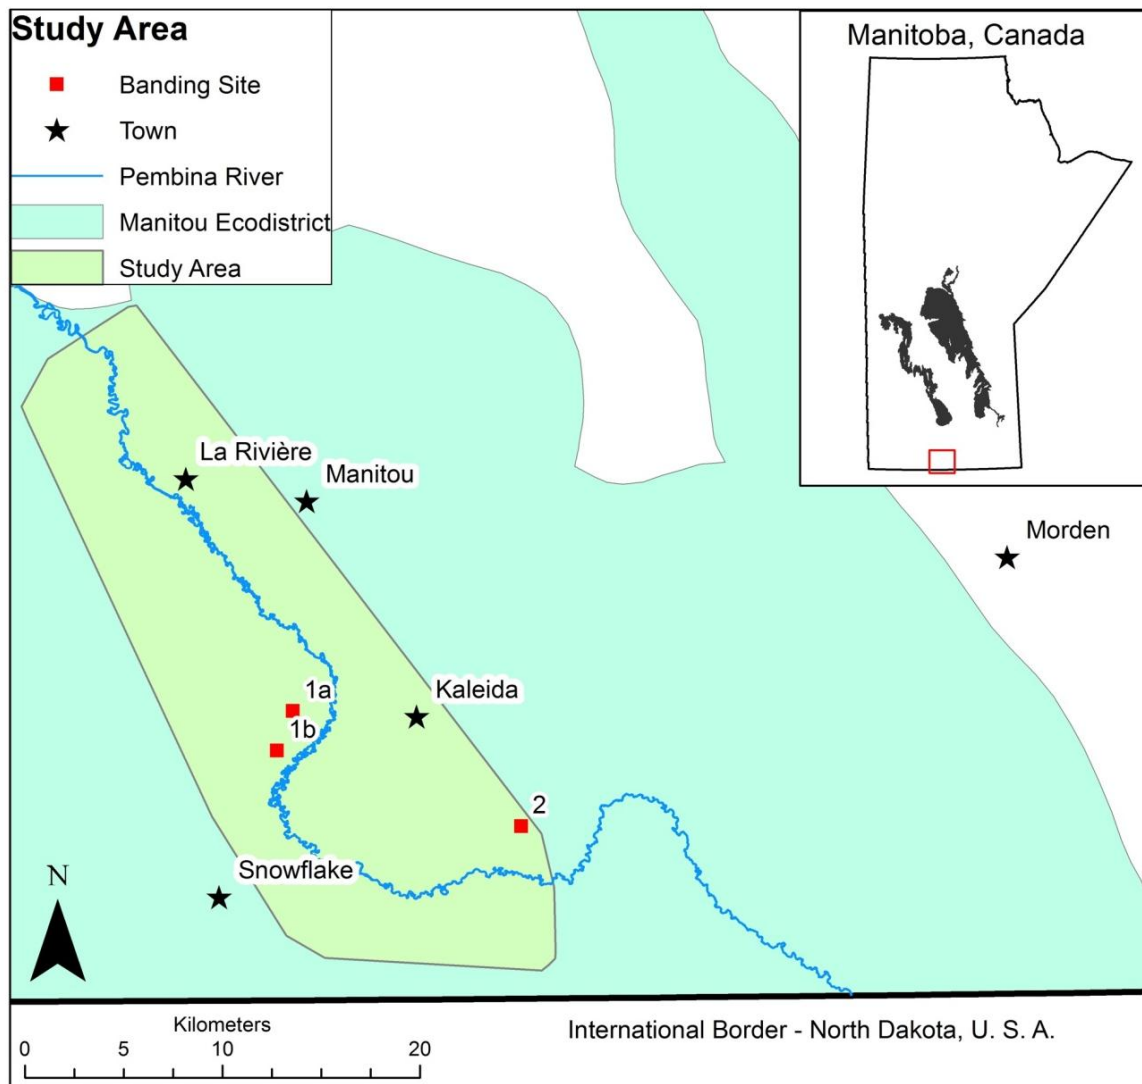 Study Area
Banding Site
Town
Pembina River
Manitou Ecodistrict
Study Area
Manitoba, Canada
La Rivière
Manitou
Morden
1a
Kaleida
1b
2
Snowflake
N
Kilometers
0 5 10 20
International Border - North Dakota, U. S. A.